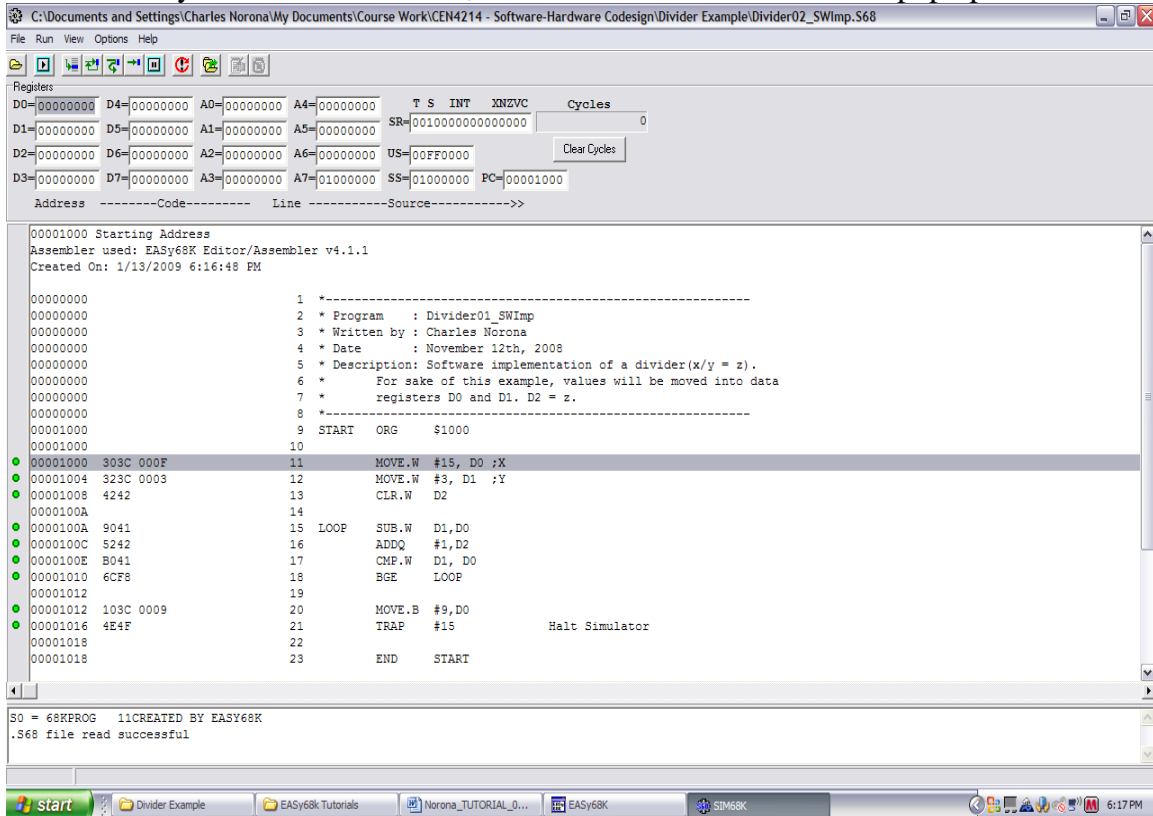 C:\Documents and Settings\Charles Norona\My Documents\Course Work\CEN4214 - Software-Hardware Codesign\Divider Example\Divider02_SWImp.S68
File Run View Options Help
Registers
D0= 00000000 D4= 00000000 A0= 00000000 A4= 00000000 T S INT XNZVC Cycles
D1= 00000000 D5= 00000000 A1= 00000000 A5= 00000000 SR= 0010000000000000 0
D2= 00000000 D6= 00000000 A2= 00000000 A6= 00000000 US= 00FF0000 Clear Cycles
D3= 00000000 D7= 00000000 A3= 00000000 A7= 01000000 SS= 01000000 PC= 00001000
Address --------Code--------- Line -----------Source----------->>
00001000 Starting Address
Assembler used: EASy68K Editor/Assembler v4.1.1
Created On: 1/13/2009 6:16:48 PM
00000000 1 *-----------------------------------------------------------
00000000 2 * Program : Divider01_SWImp
00000000 3 * Written by : Charles Norona
00000000 4 * Date : November 12th, 2008
00000000 5 * Description: Software implementation of a divider(x/y = z).
00000000 6 * For sake of this example, values will be moved into data
00000000 7 * registers D0 and D1. D2 = z.
00000000 8 *-----------------------------------------------------------
00001000 9 START ORG $1000
00001000 10
00001000 303C 000F 11 MOVE.W #15, D0 ;X
00001004 323C 0003 12 MOVE.W #3, D1 ;Y
00001008 4242 13 CLR.W D2
0000100A 14
0000100A 9041 15 LOOP SUB.W D1,D0
0000100C 5242 16 ADDQ #1,D2
0000100E B041 17 CMP.W D1, D0
00001010 6CF8 18 BGE LOOP
00001012 19
00001012 103C 0009 20 MOVE.B #9,D0
00001016 4E4F 21 TRAP #15 Halt Simulator
00001018 22
00001018 23 END START
S0 = 68KPROG 11CREATED BY EASY68K
.S68 file read successful
start Divider Example EASy68k Tutorials Norona_TUTORIAL_0... EASy68K SIM68K 6:17 PM